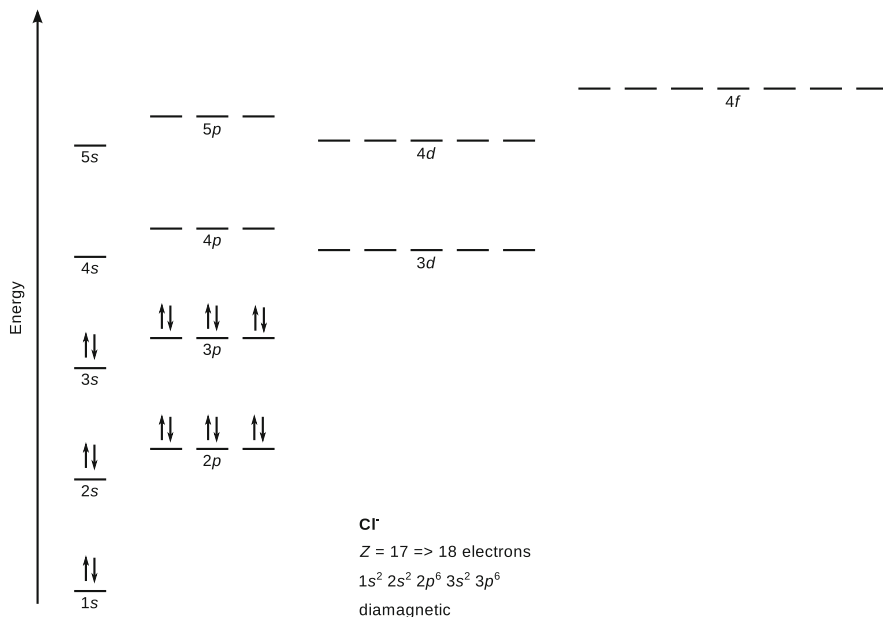 4f
5p
5s
4d
4p
4s
3d
Energy
3p
3s
2p
2s
Cl⁻
Z = 17 => 18 electrons
1s² 2s² 2p⁶ 3s² 3p⁶
1s
diamagnetic